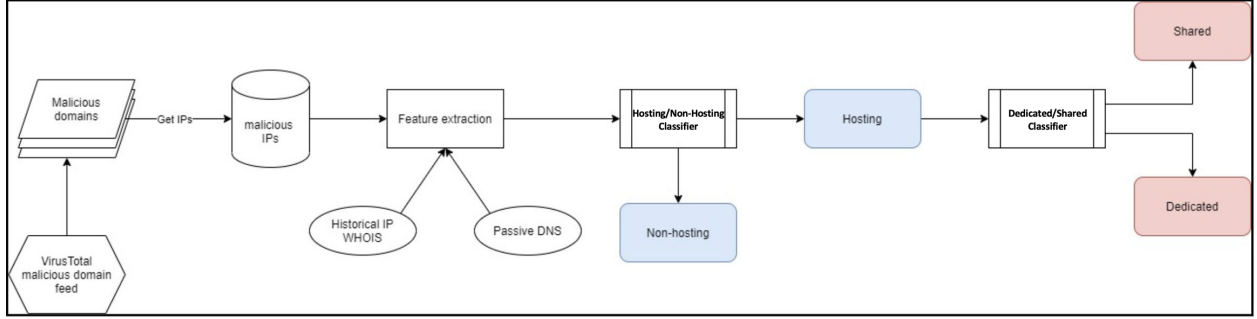 Malicious
domains
Get IPs
malicious
IPs
Feature extraction
Hosting/Non-Hosting
Classifier
Hosting
Dedicated/Shared
Classifier
Shared
Dedicated
Historical IP
WHOIS
Passive DNS
Non-hosting
VirusTotal
malicious domain
feed